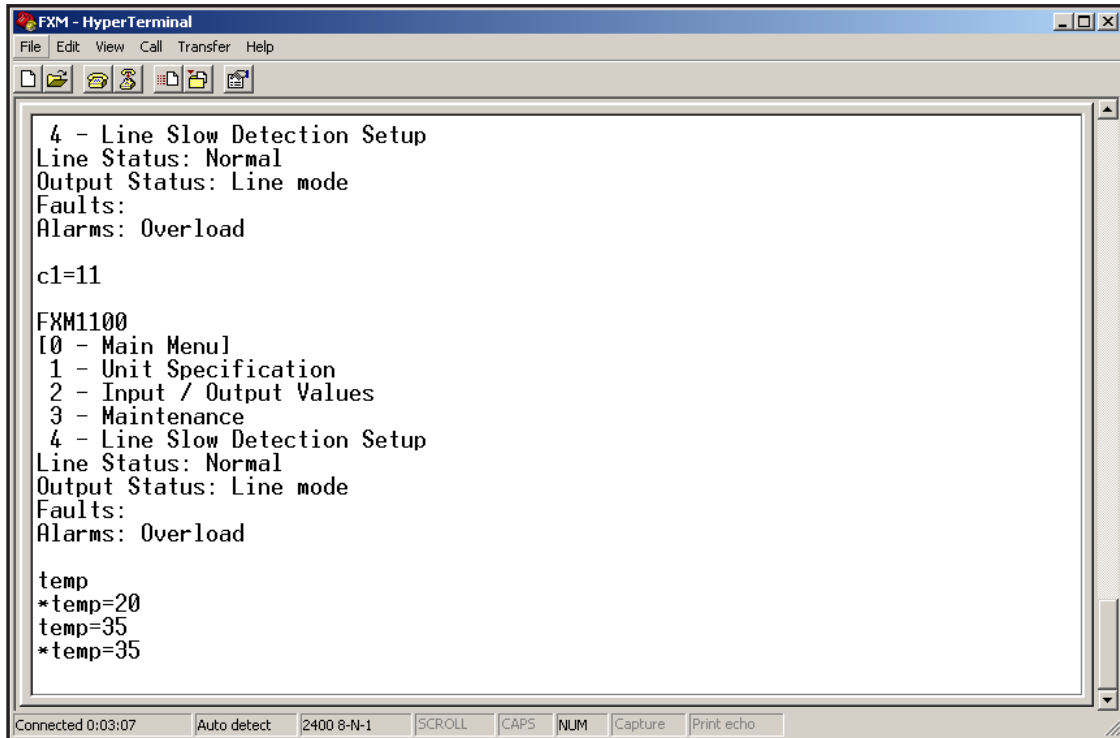 FXM - HyperTerminal
File Edit View Call Transfer Help
4 - Line Slow Detection Setup
Line Status: Normal
Output Status: Line mode
Faults:
Alarms: Overload
c1=11
FXM1100
[0 - Main Menu]
1 - Unit Specification
2 - Input / Output Values
3 - Maintenance
4 - Line Slow Detection Setup
Line Status: Normal
Output Status: Line mode
Faults:
Alarms: Overload
temp
*temp=20
temp=35
*temp=35
Connected 0:03:07 Auto detect 2400 8-N-1 SCROLL CAPS NUM Capture Print echo